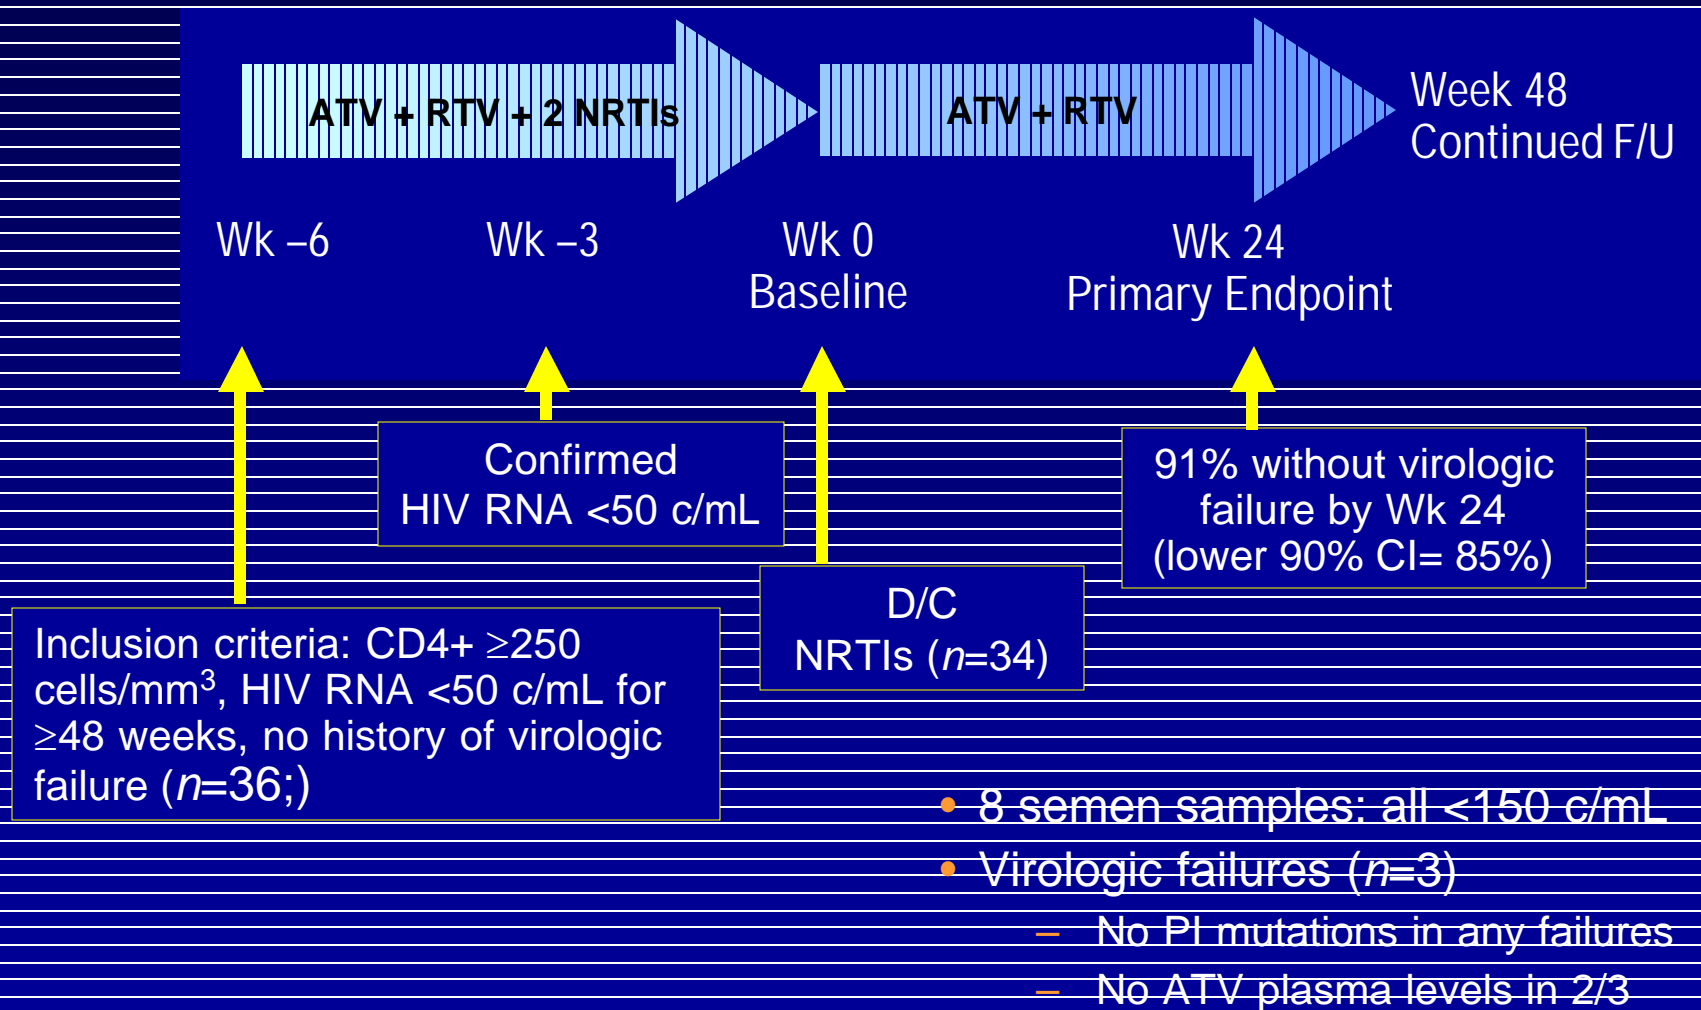 ATV + RTV + 2 NRTIs
ATV + RTV
Week 48
Continued F/U
Wk –6
Wk –3
Wk 0
Baseline
Wk 24
Primary Endpoint
Confirmed
HIV RNA <50 c/mL
91% without virologic
failure by Wk 24
(lower 90% CI= 85%)
D/C
NRTIs (n=34)
Inclusion criteria: CD4+ ≥250
cells/mm³, HIV RNA <50 c/mL for
≥48 weeks, no history of virologic
failure (n=36;)
• 8 semen samples: all <150 c/mL
• Virologic failures (n=3)
– No PI mutations in any failures
– No ATV plasma levels in 2/3